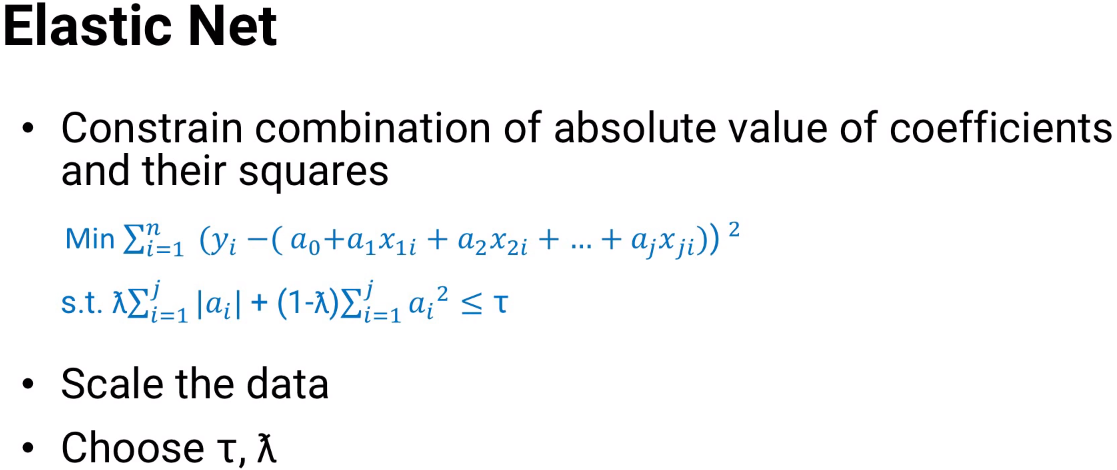 Elastic Net
• Constrain combination of absolute value of coefficients
and their squares
Min ∑ⁿᵢ₌₁ (yᵢ −( a₀+a₁x₁ᵢ + a₂x₂ᵢ + … + aⱼxⱼᵢ)) ²
s.t. ƛ∑ʲᵢ₌₁ |aᵢ| + (1-ƛ)∑ʲᵢ₌₁ aᵢ² ≤ τ
• Scale the data
• Choose τ, ƛ